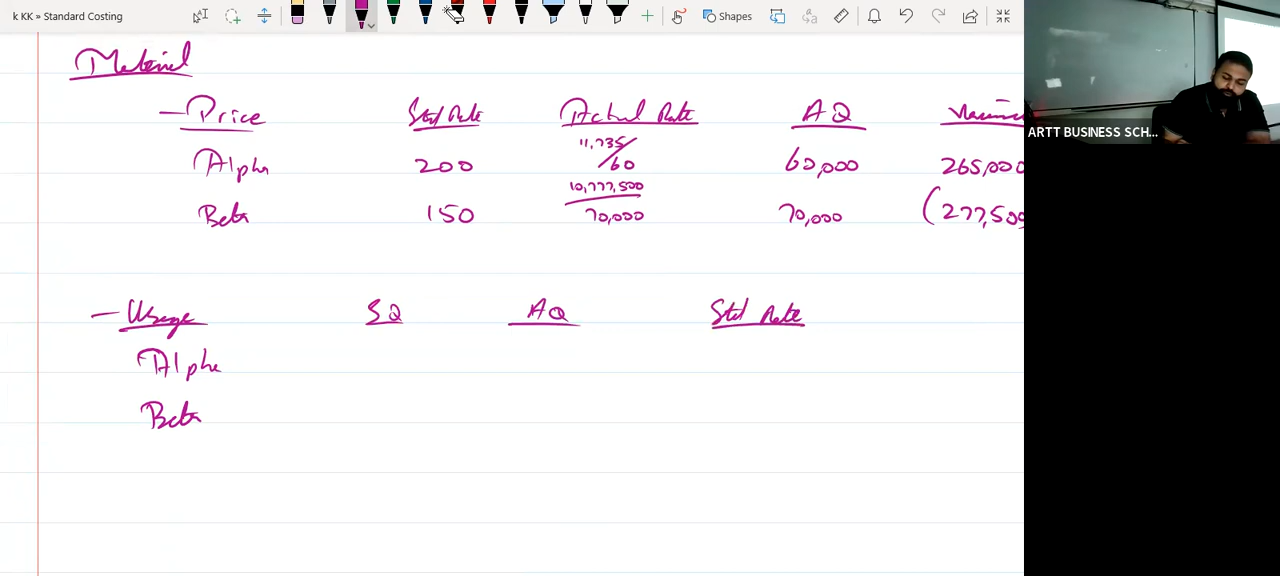 k KK » Standard Costing
Shapes
ARTT BUSINESS SCH...
Material
— Price Std Rate Actual Rate AQ
Alpha 200 11,735/60 60,000 265,000
Beta 150 10,777,500/70,000 70,000 (277,500
— Usage SQ AQ Std Rate
Alpha
Beta